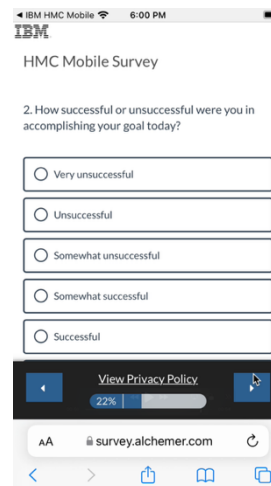 ◀ IBM HMC Mobile 6:00 PM
IBM
HMC Mobile Survey
2. How successful or unsuccessful were you in
accomplishing your goal today?
Very unsuccessful
Unsuccessful
Somewhat unsuccessful
Somewhat successful
Successful
View Privacy Policy
22%
AA survey.alchemer.com